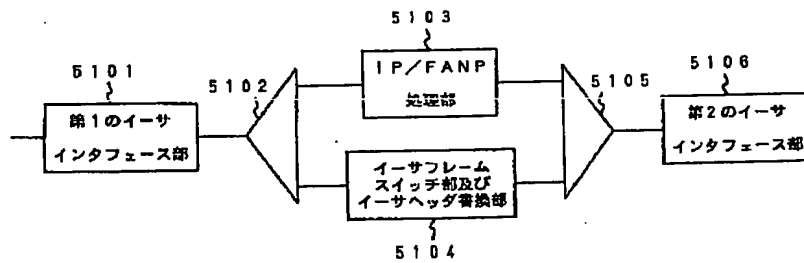 5103
5101
5102
IP/FANP
処理部
5105
5106
第1のイーサ
インタフェース部
第2のイーサ
インタフェース部
イーサフレーム
スイッチ部及び
イーサヘッダ書換部
5104